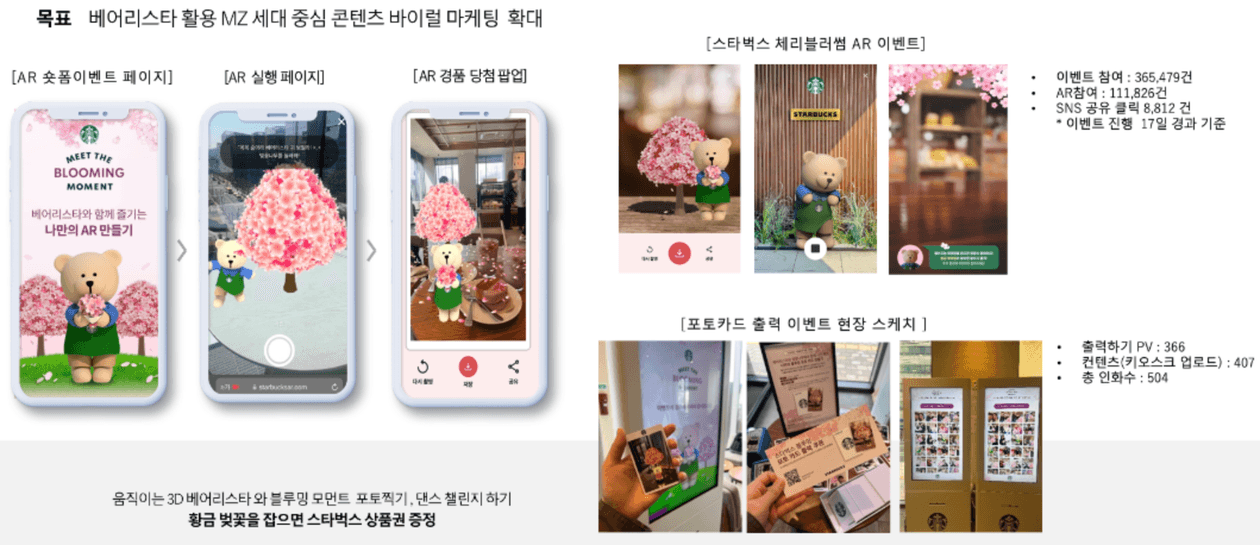 목표 베어리스타 활용 MZ 세대 중심 콘텐츠 바이럴 마케팅 확대
[AR 숏폼이벤트 페이지]
[AR 실행 페이지]
[AR 경품 당첨 팝업]
MEET THE
BLOOMING
MOMENT
베어리스타와 함께 즐기는
나만의 AR 만들기
starbucksar.com
다시 촬영
저장
공유
움직이는 3D 베어리스타 와 블루밍 모먼트 포토찍기 , 댄스 챌린지 하기
황금 벚꽃을 잡으면 스타벅스 상품권 증정
[스타벅스 체리블러썸 AR 이벤트]
STARBUCKS
다시 촬영
공유
• 이벤트 참여 : 365,479건
• AR참여 : 111,826건
• SNS 공유 클릭 8,812 건
* 이벤트 진행 17일 경과 기준
[포토카드 출력 이벤트 현장 스케치 ]
MEET THE
BLOOMING
MOMENT
포토 카드 출력 쿠폰
STARBUCKS
• 출력하기 PV : 366
• 컨텐츠(키오스크 업로드) : 407
• 총 인화수 : 504